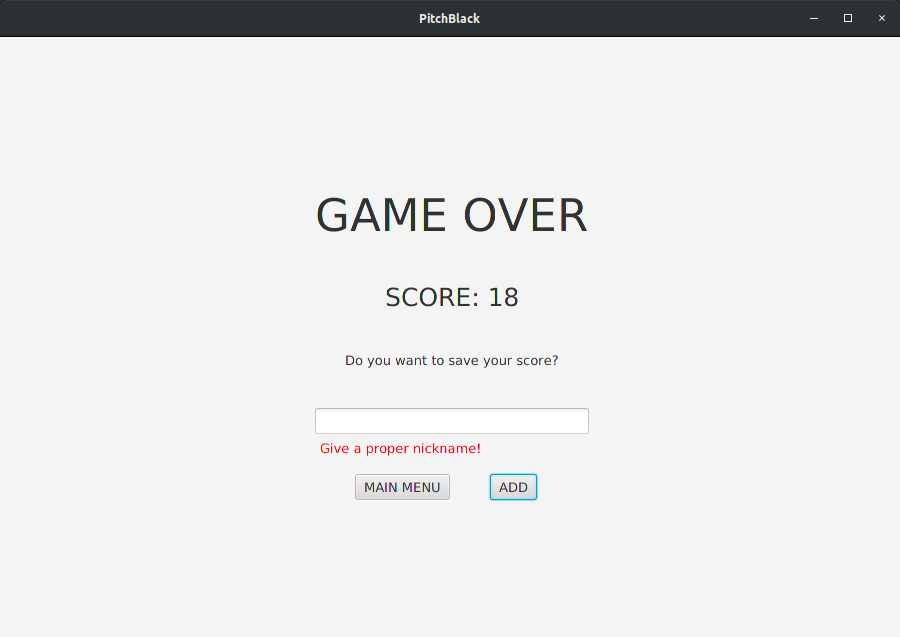 PitchBlack
GAME OVER
SCORE: 18
Do you want to save your score?
Give a proper nickname!
MAIN MENU ADD